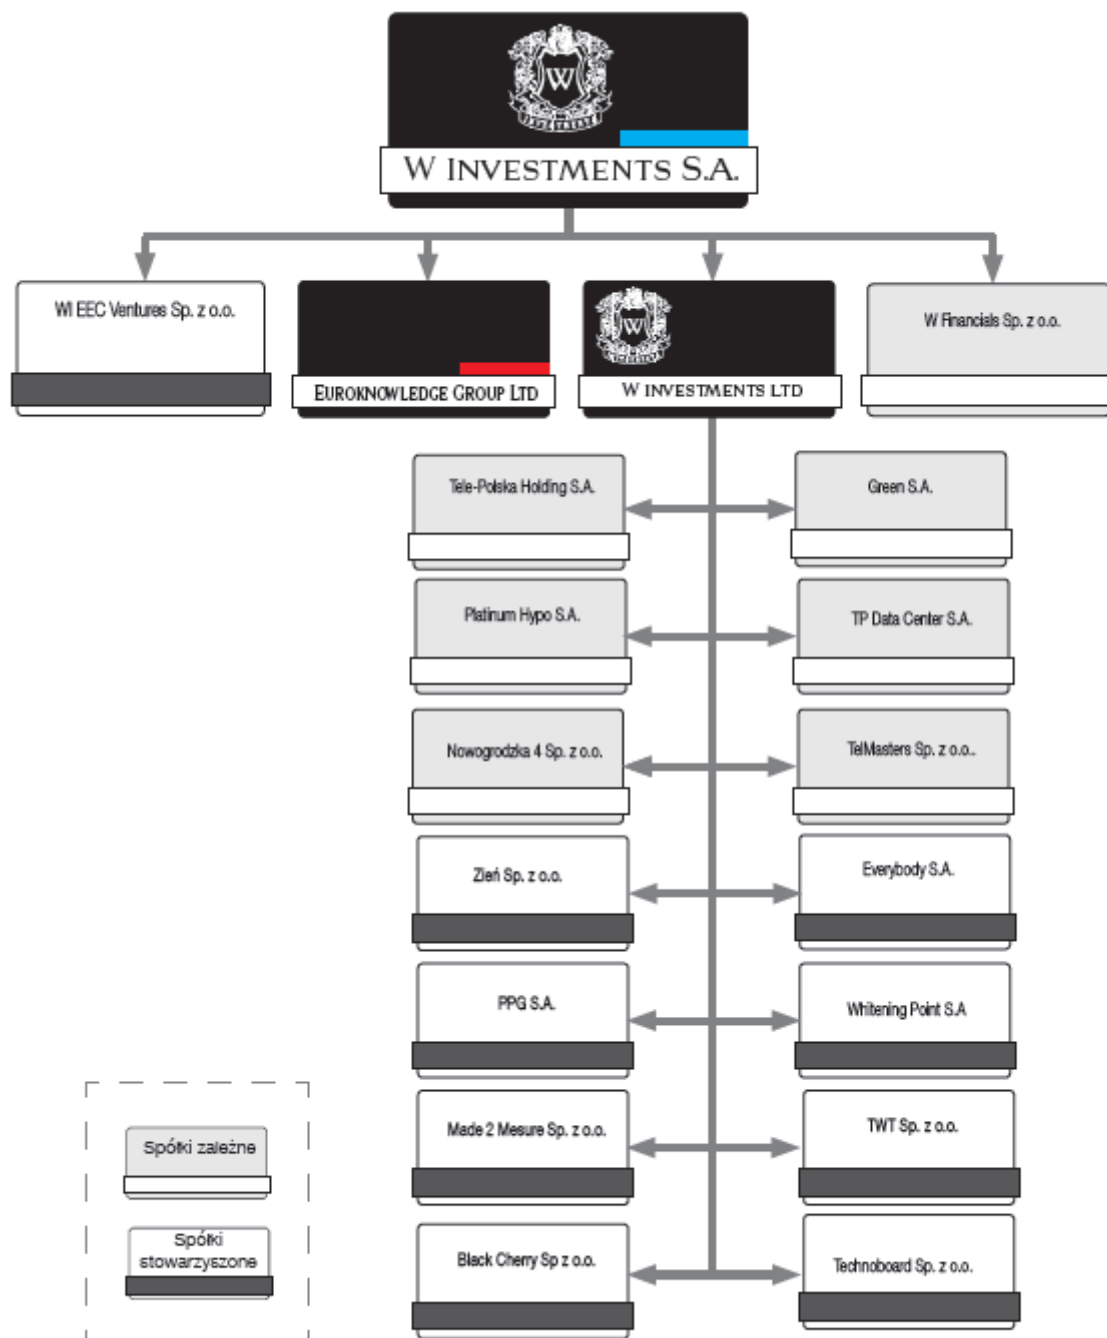 W
INVESTMENTS
W INVESTMENTS S.A.
WI EEC Ventures Sp. z o.o.
EUROKNOWLEDGE GROUP LTD
W
W INVESTMENTS LTD
W Financials Sp. z o.o.
Tele-Polska Holding S.A.
Green S.A.
Platinum Hypo S.A.
TP Data Center S.A.
Nowogrodzka 4 Sp. z o.o.
TelMasters Sp. z o.o..
Zień Sp. z o.o.
Everybody S.A.
PPG S.A.
Whitening Point S.A
Made 2 Mesure Sp. z o.o.
TWT Sp. z o.o.
Black Cherry Sp z o.o.
Technoboard Sp. z o.o.
Spółki zależne
Spółki
stowarzyszone